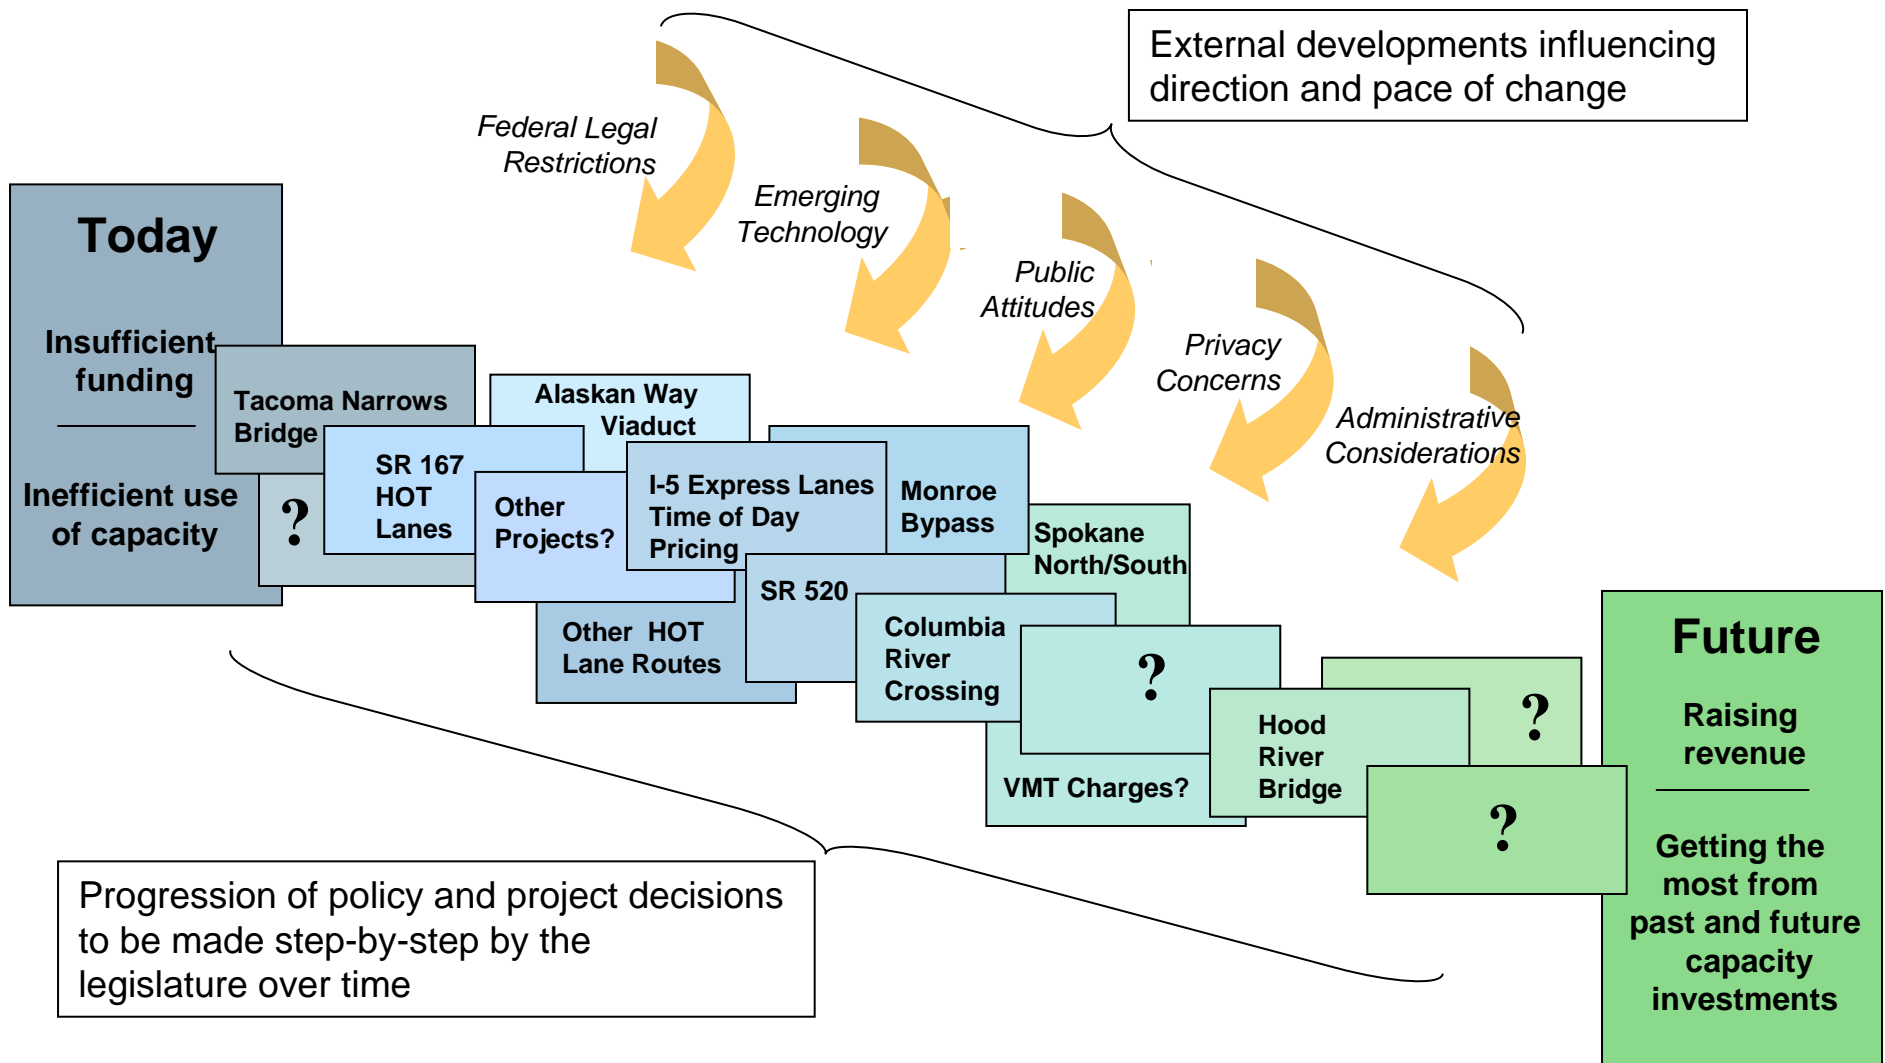 External developments influencing
direction and pace of change
Federal Legal
Restrictions
Emerging
Technology
Public
Attitudes
Privacy
Concerns
Administrative
Considerations
Today
Insufficient
funding
Inefficient use
of capacity
Tacoma Narrows
Bridge
?
SR 167
HOT
Lanes
Alaskan Way
Viaduct
Other
Projects?
I-5 Express Lanes
Time of Day
Pricing
Monroe
Bypass
Other HOT
Lane Routes
SR 520
Spokane
North/South
Columbia
River
Crossing
?
VMT Charges?
Hood
River
Bridge
?
?
Future
Raising
revenue
Getting the
most from
past and future
capacity
investments
Progression of policy and project decisions
to be made step-by-step by the
legislature over time